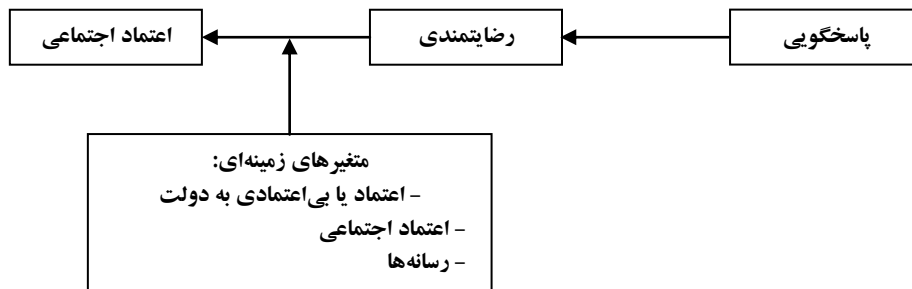 پاسخگویی
رضایتمندی
اعتماد اجتماعی
متغیرهای زمینه‌ای:
- اعتماد یا بی‌اعتمادی به دولت
- اعتماد اجتماعی
- رسانه‌ها